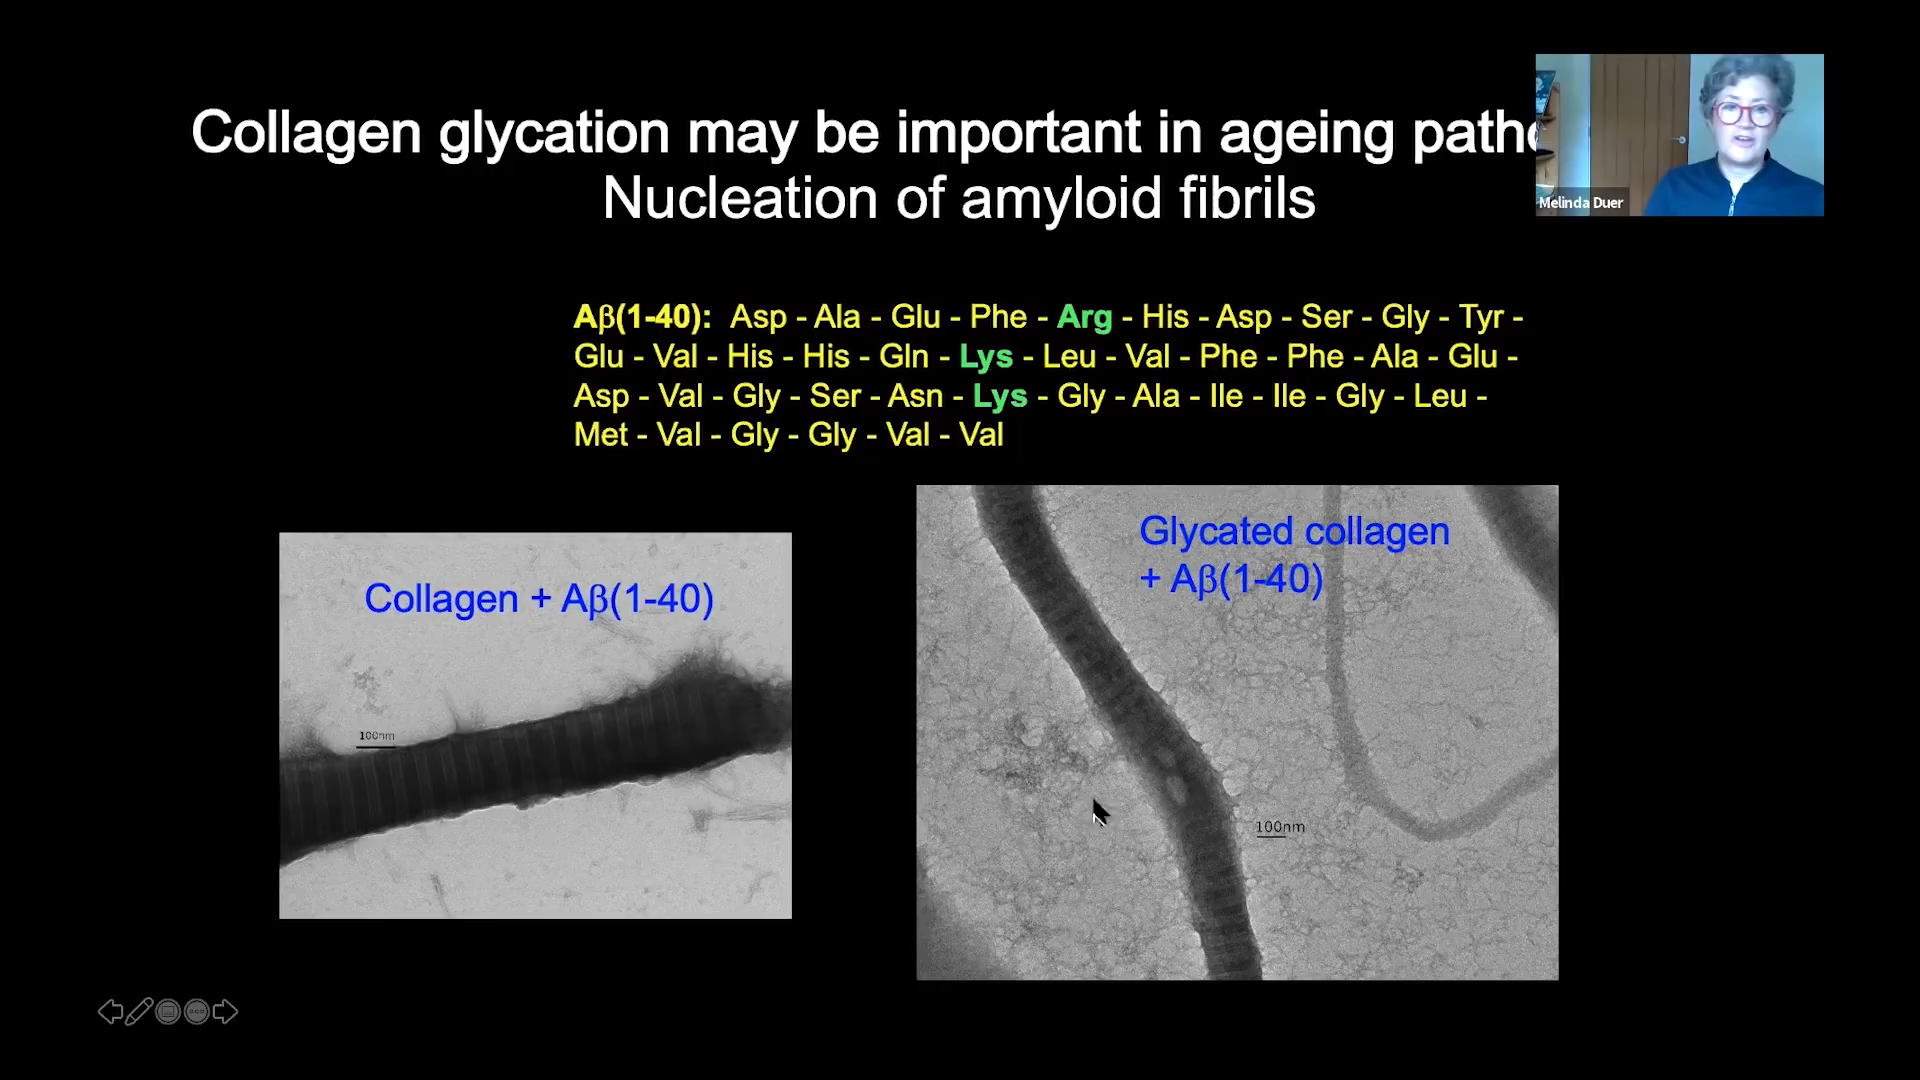 Collagen glycation may be important in ageing patho
Nucleation of amyloid fibrils
Melinda Duer
Aβ(1-40): Asp - Ala - Glu - Phe - Arg - His - Asp - Ser - Gly - Tyr -
Glu - Val - His - His - Gln - Lys - Leu - Val - Phe - Phe - Ala - Glu -
Asp - Val - Gly - Ser - Asn - Lys - Gly - Ala - Ile - Ile - Gly - Leu -
Met - Val - Gly - Gly - Val - Val
Collagen + Aβ(1-40)
100nm
Glycated collagen
+ Aβ(1-40)
100nm